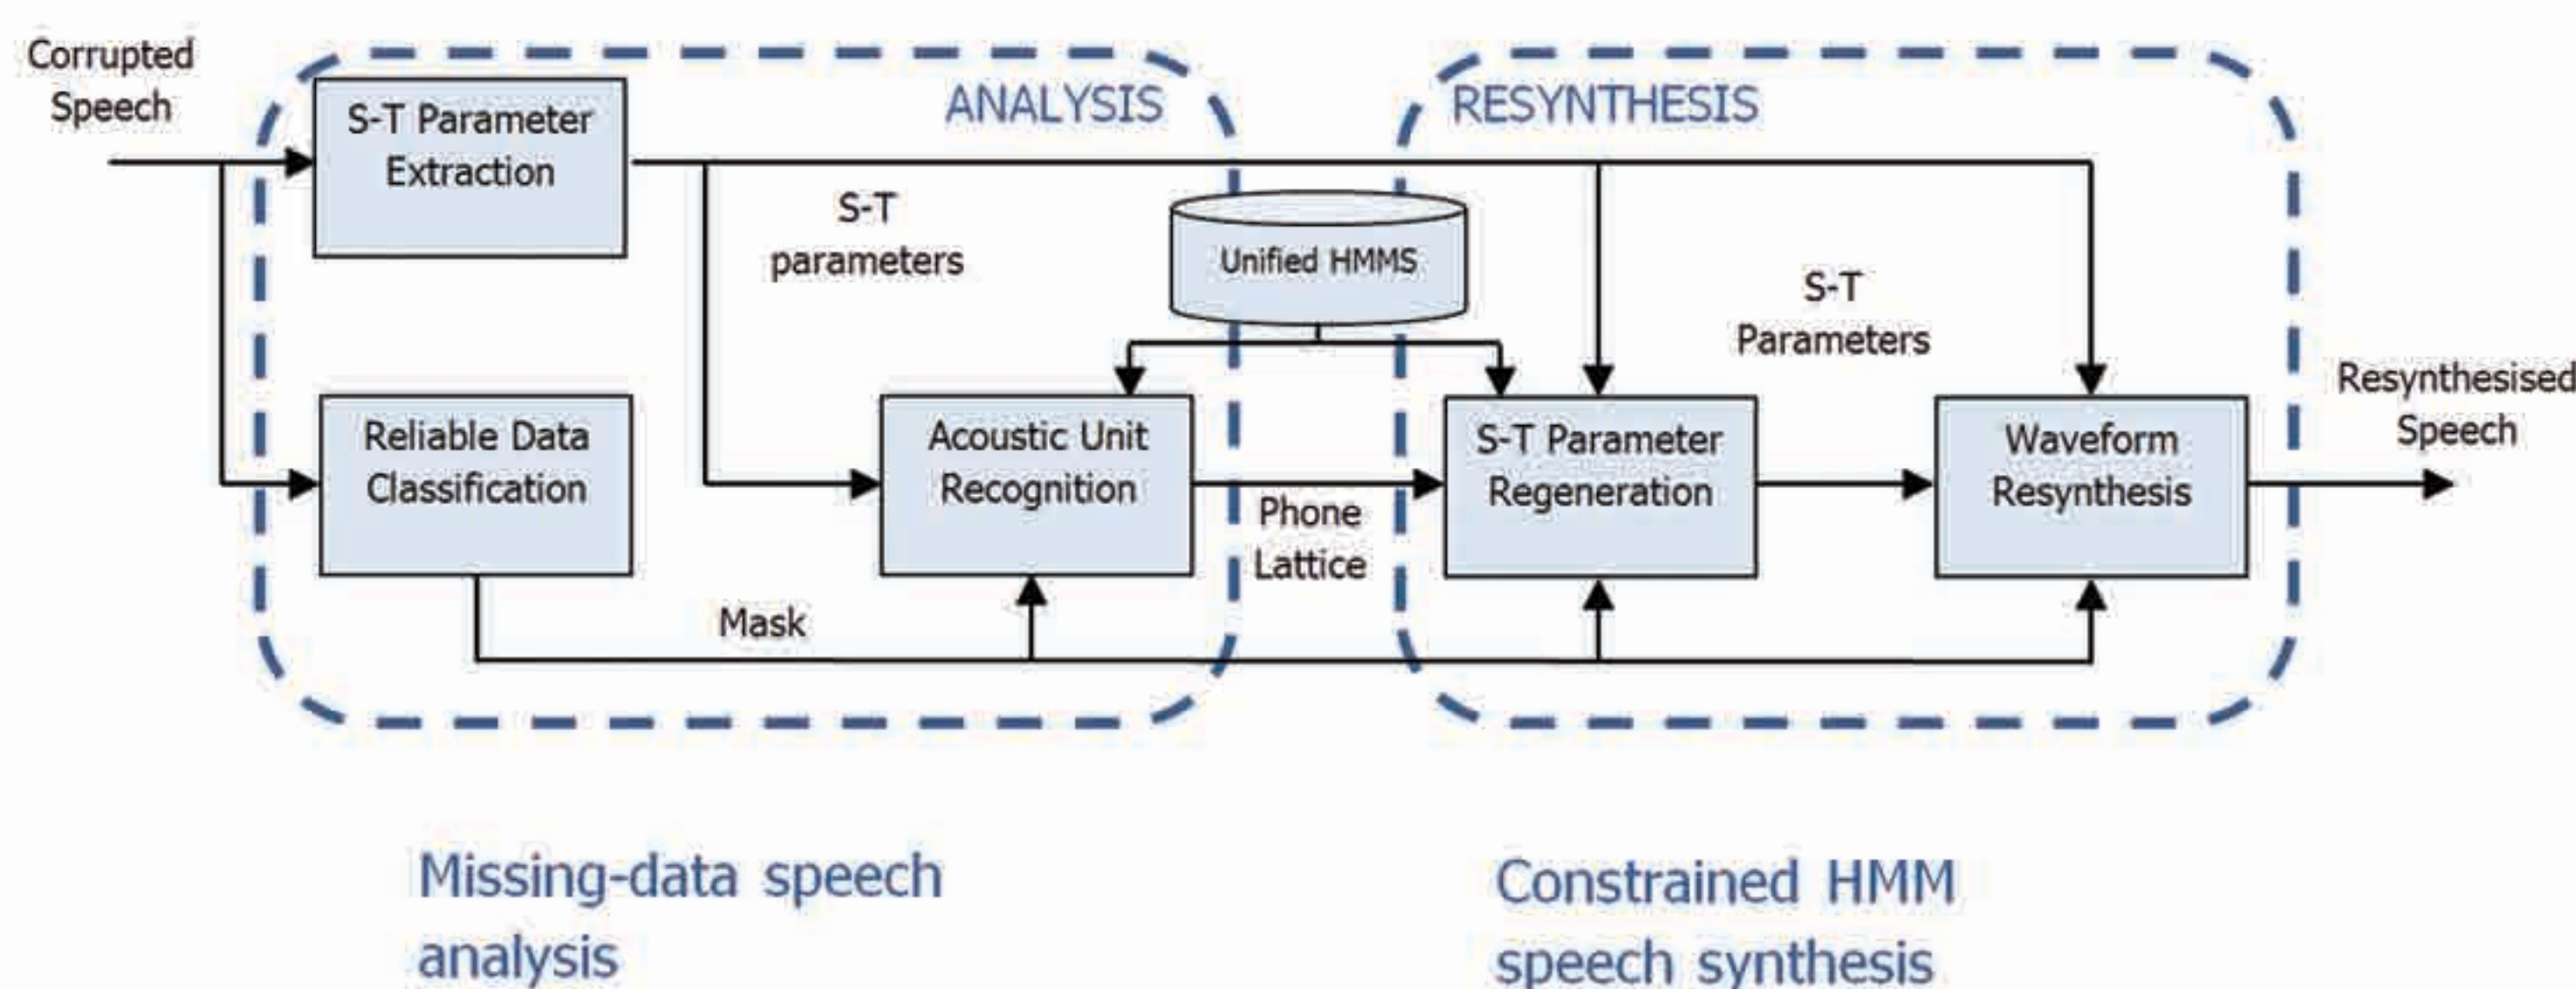 Corrupted
Speech
S-T Parameter
Extraction
ANALYSIS
RESYNTHESIS
S-T
parameters
Unified HMMS
S-T
Parameters
Reliable Data
Classification
Acoustic Unit
Recognition
Phone
Lattice
S-T Parameter
Regeneration
Waveform
Resynthesis
Resynthesised
Speech
Mask
Missing-data speech
analysis
Constrained HMM
speech synthesis